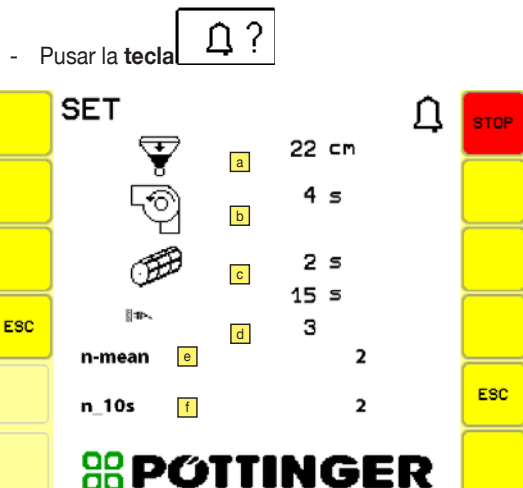 - Pusar la tecla ?
SET
STOP
a 22 cm
b 4 s
c 2 s
15 s
ESC
d 3
n-mean e 2
n_10s f 2
ESC
PÖTTINGER